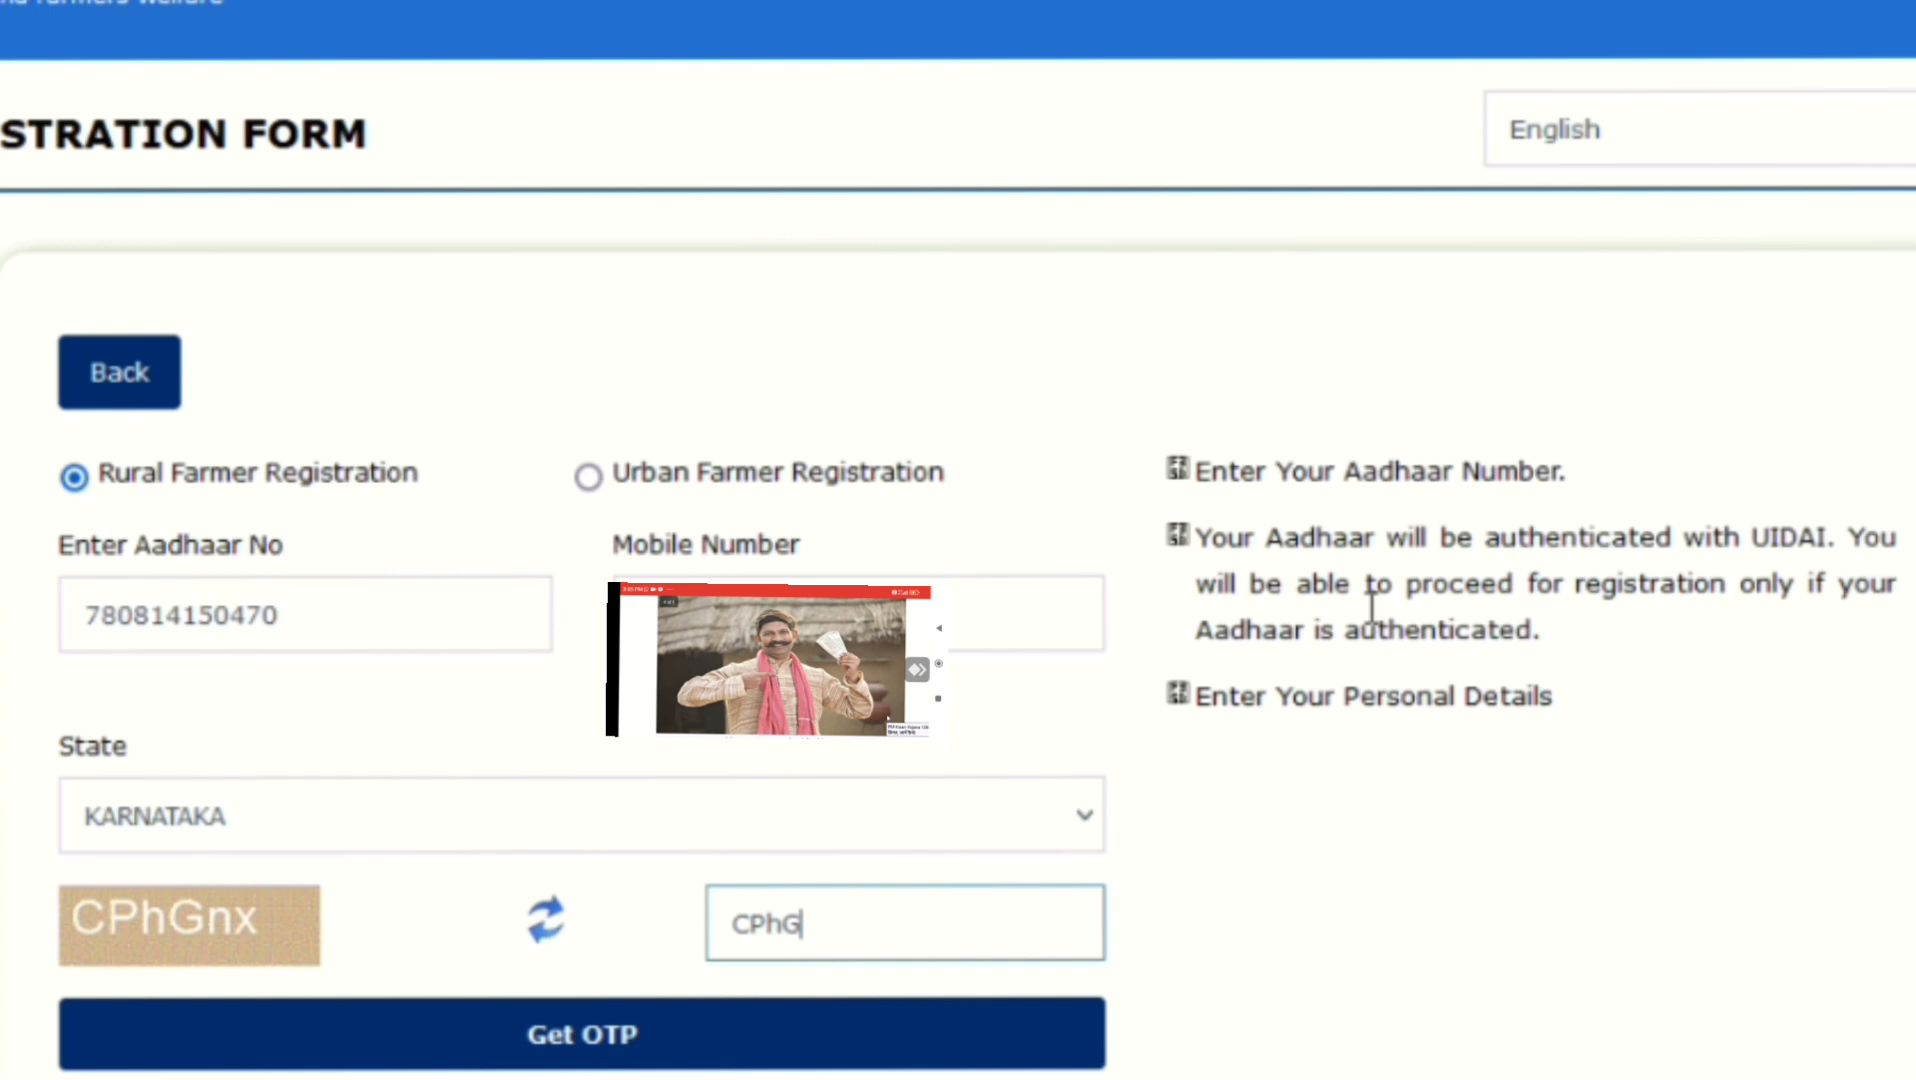 STRATION FORM
English
Back
Rural Farmer Registration
Urban Farmer Registration
Enter Your Aadhaar Number.
Enter Aadhaar No
Mobile Number
Your Aadhaar will be authenticated with UIDAI. You
will be able to proceed for registration only if your
Aadhaar is authenticated.
780814150470
Enter Your Personal Details
State
KARNATAKA
CPhGnx
CPhG
Get OTP